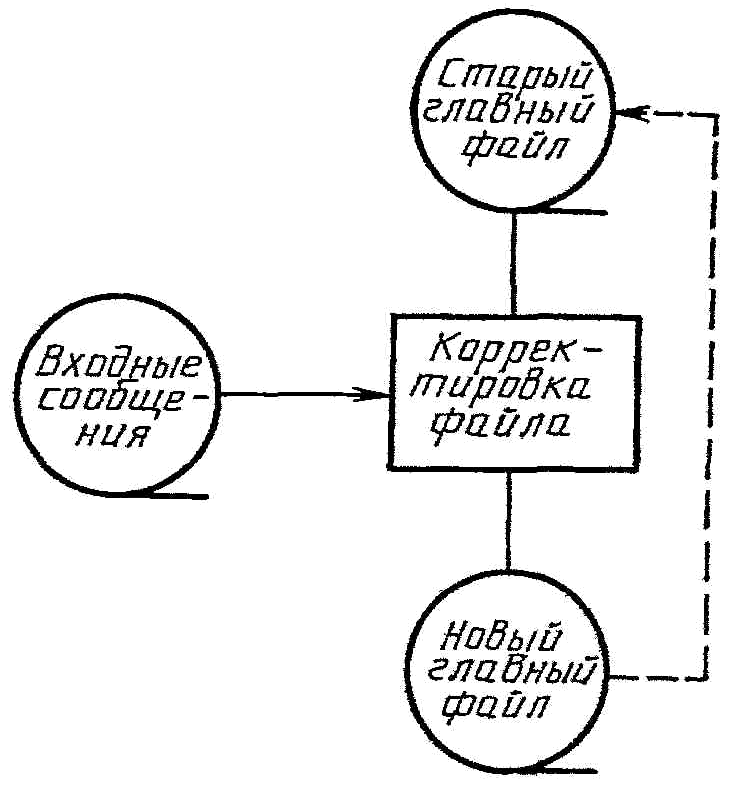 Старый
главный
файл
Входные
сообще-
ния
Коррек-
тировка
файла
Новый
главный
файл